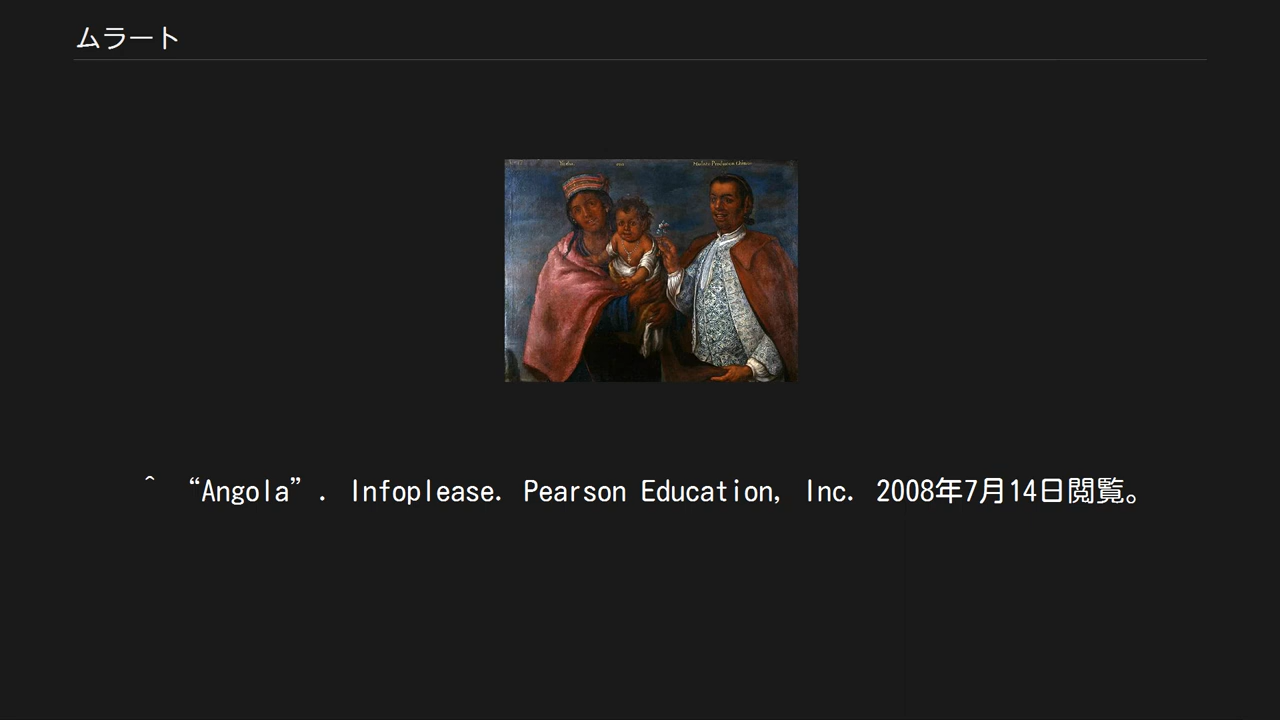 ムラート
^ “Angola”. Infoplease. Pearson Education, Inc. 2008年7月14日閲覧。